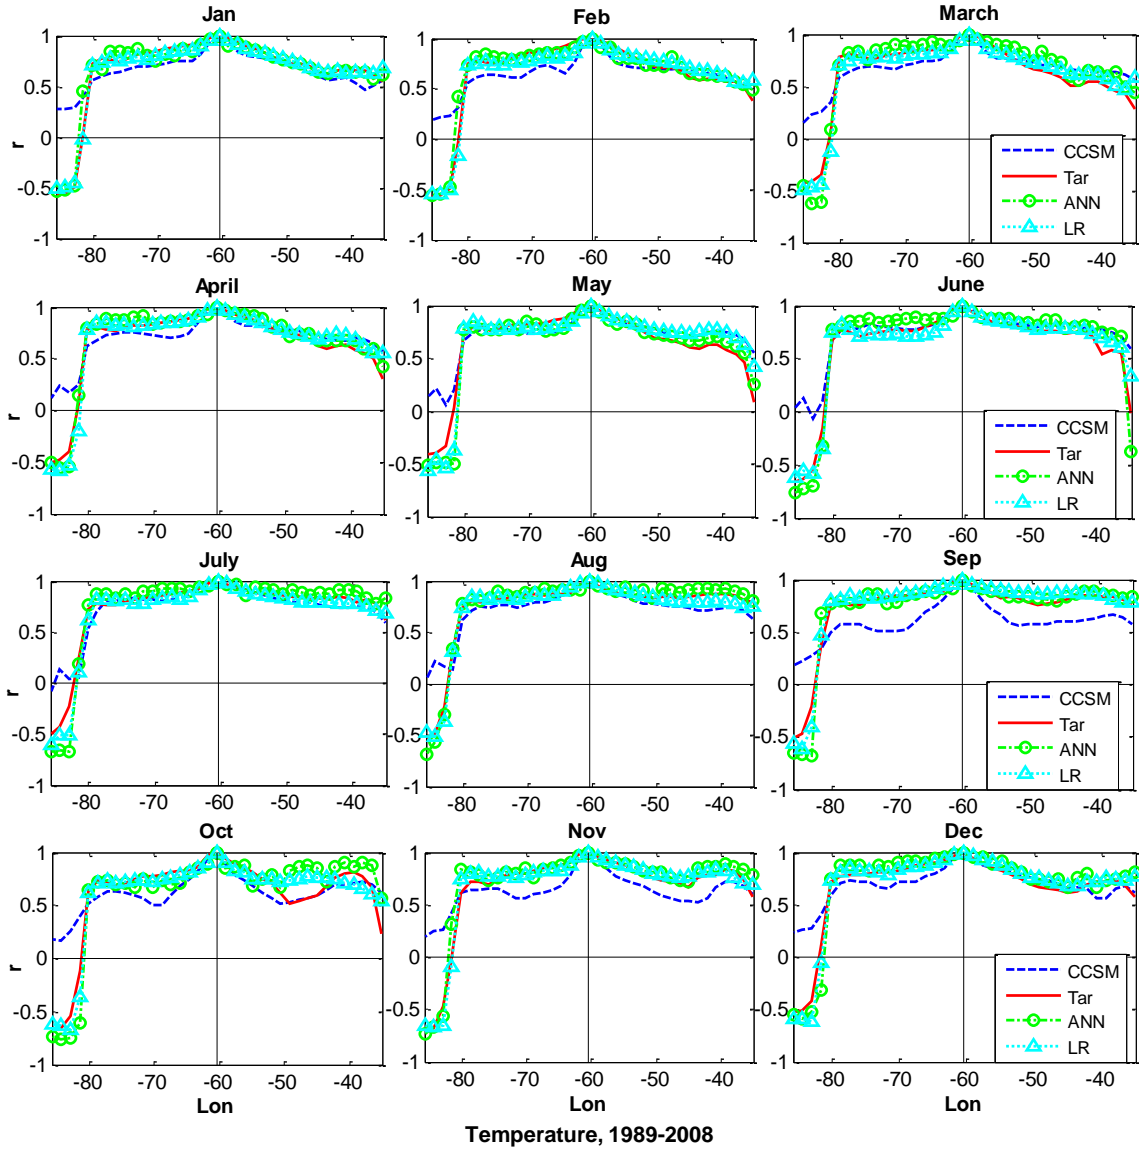 Jan Feb March
1 1 1
0.5 0.5 0.5
r 0 0 0
-0.5 -0.5 -0.5
-1 -1 -1
CCSM
Tar
ANN
LR
-80 -70 -60 -50 -40 -80 -70 -60 -50 -40 -80 -70 -60 -50 -40
April May June
1 1 1
0.5 0.5 0.5
r 0 0 0
-0.5 -0.5 -0.5
-1 -1 -1
CCSM
Tar
ANN
LR
-80 -70 -60 -50 -40 -80 -70 -60 -50 -40 -80 -70 -60 -50 -40
July Aug Sep
1 1 1
0.5 0.5 0.5
r 0 0 0
-0.5 -0.5 -0.5
-1 -1 -1
CCSM
Tar
ANN
LR
-80 -70 -60 -50 -40 -80 -70 -60 -50 -40 -80 -70 -60 -50 -40
Oct Nov Dec
1 1 1
0.5 0.5 0.5
r 0 0 0
-0.5 -0.5 -0.5
-1 -1 -1
CCSM
Tar
ANN
LR
-80 -70 -60 -50 -40 -80 -70 -60 -50 -40 -80 -70 -60 -50 -40
Lon Lon Lon
Temperature, 1989-2008